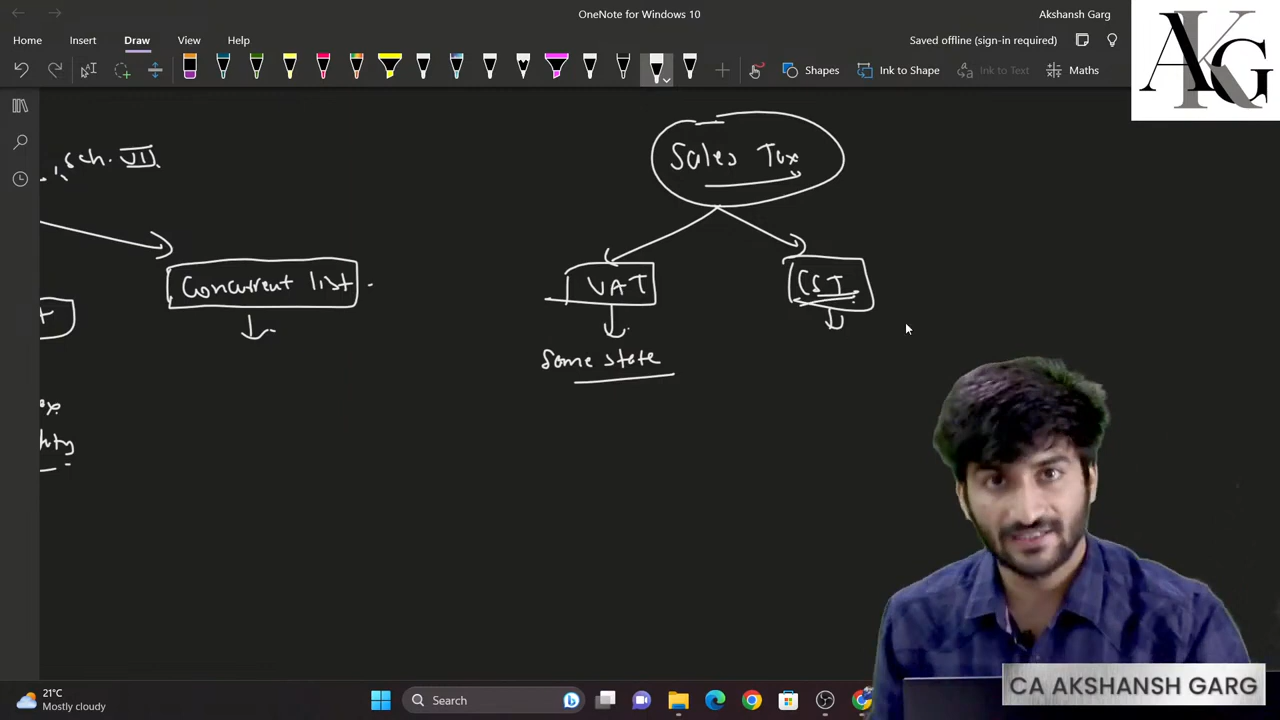 OneNote for Windows 10
Akshansh Garg
Home Insert Draw View Help
Saved offline (sign-in required)
Shapes Ink to Shape Ink to Text Maths
AKG
Sch. VII
Sales Tax
Concurrent list
VAT
CST
Some state
CA AKSHANSH GARG
21°C
Mostly cloudy
Search